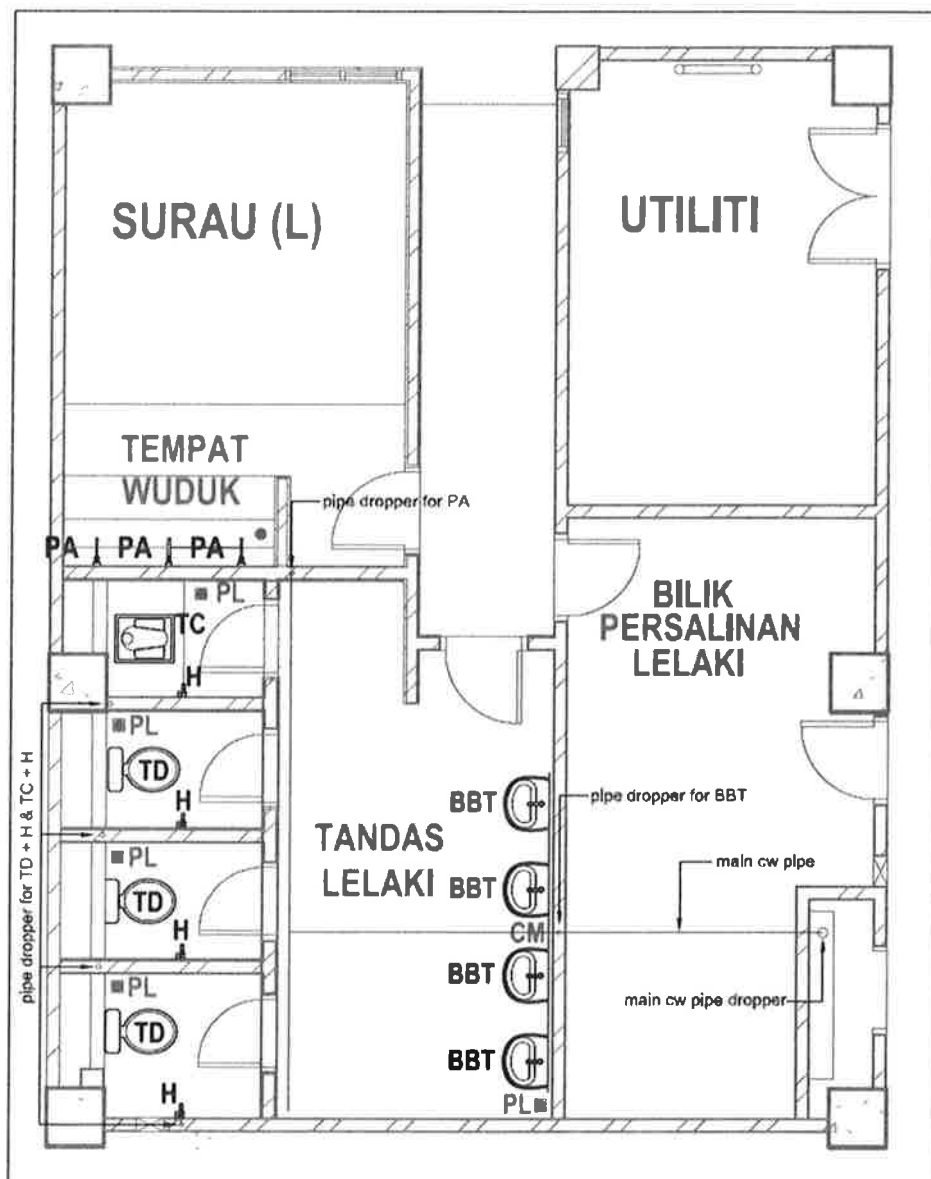 SURAU (L)
UTILITI
TEMPAT
WUDUK
pipe dropper for PA
PA PA PA
PL
TC
H
BILIK
PERSALINAN
LELAKI
PL
TD
H
pipe dropper for TD + H & TC + H
BBT
pipe dropper for BBT
TANDAS
LELAKI
PL
TD
H
BBT
main cw pipe
CM
BBT
PL
TD
main cw pipe dropper
BBT
H
PL